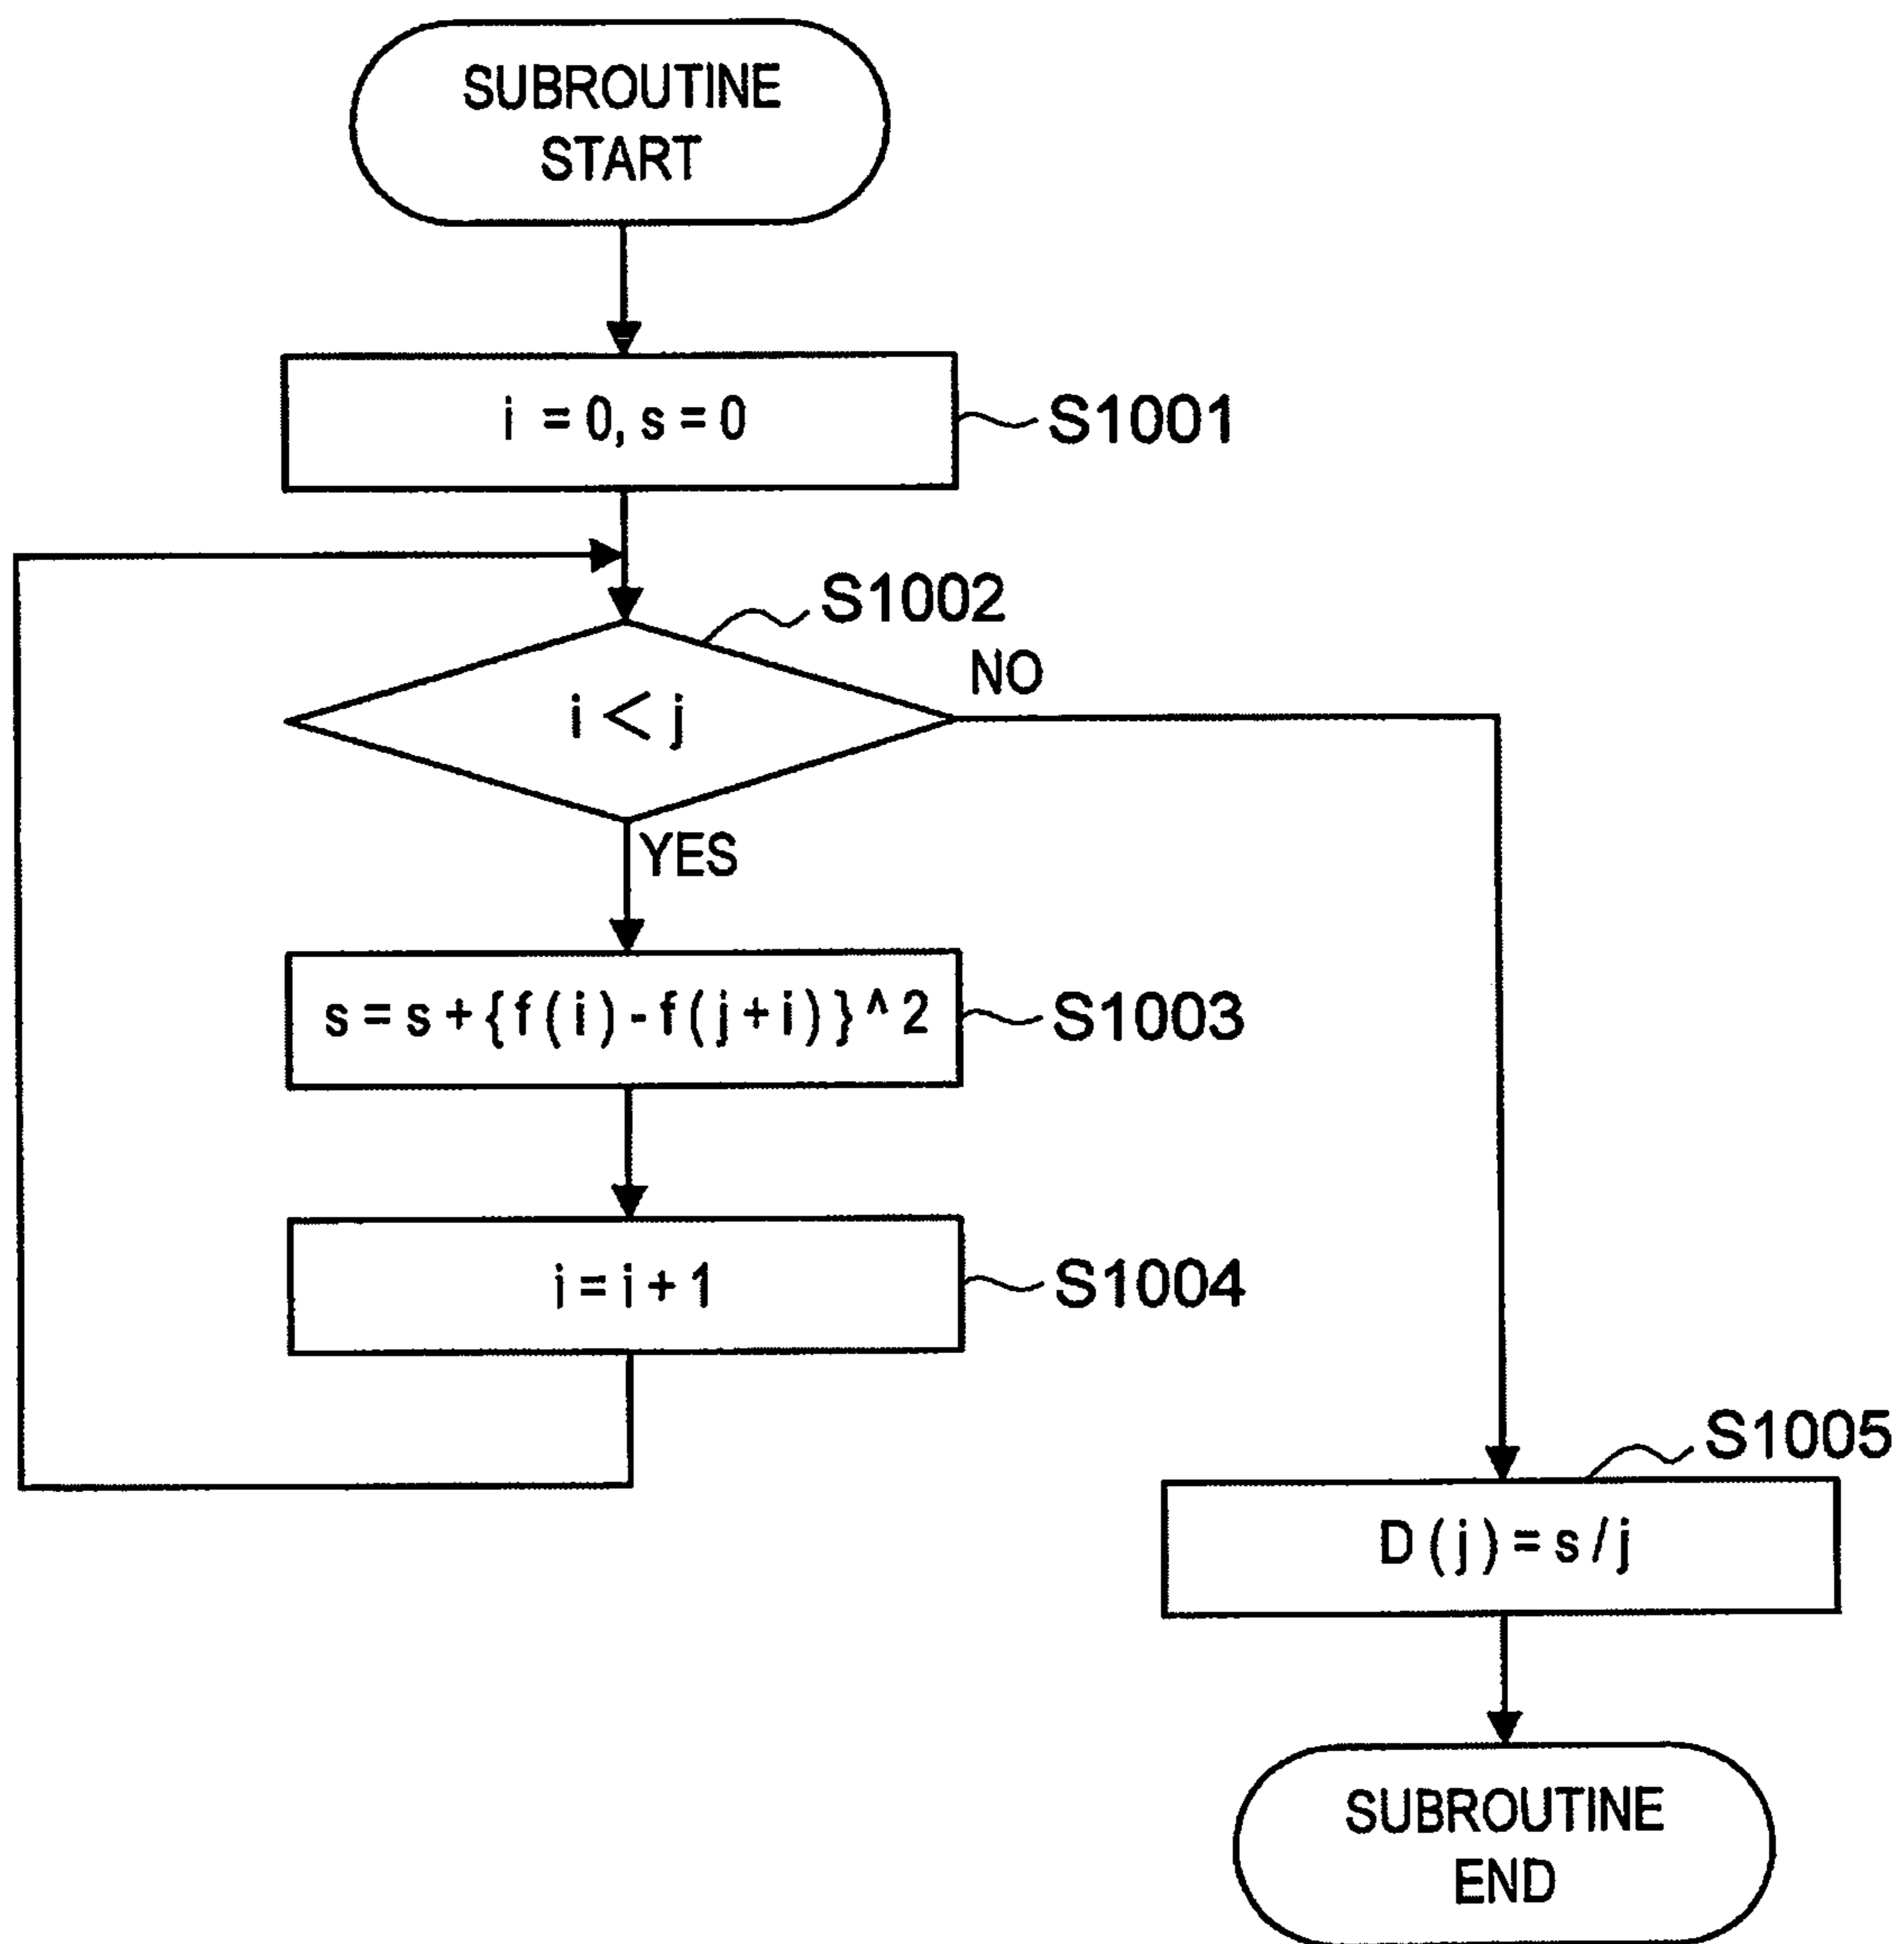 SUBROUTINE
START
i = 0, s = 0
S1001
S1002
i < j
NO
YES
s = s + { f ( i ) - f ( j + i ) } ^ 2
S1003
i = i + 1
S1004
S1005
D ( j ) = s / j
SUBROUTINE
END